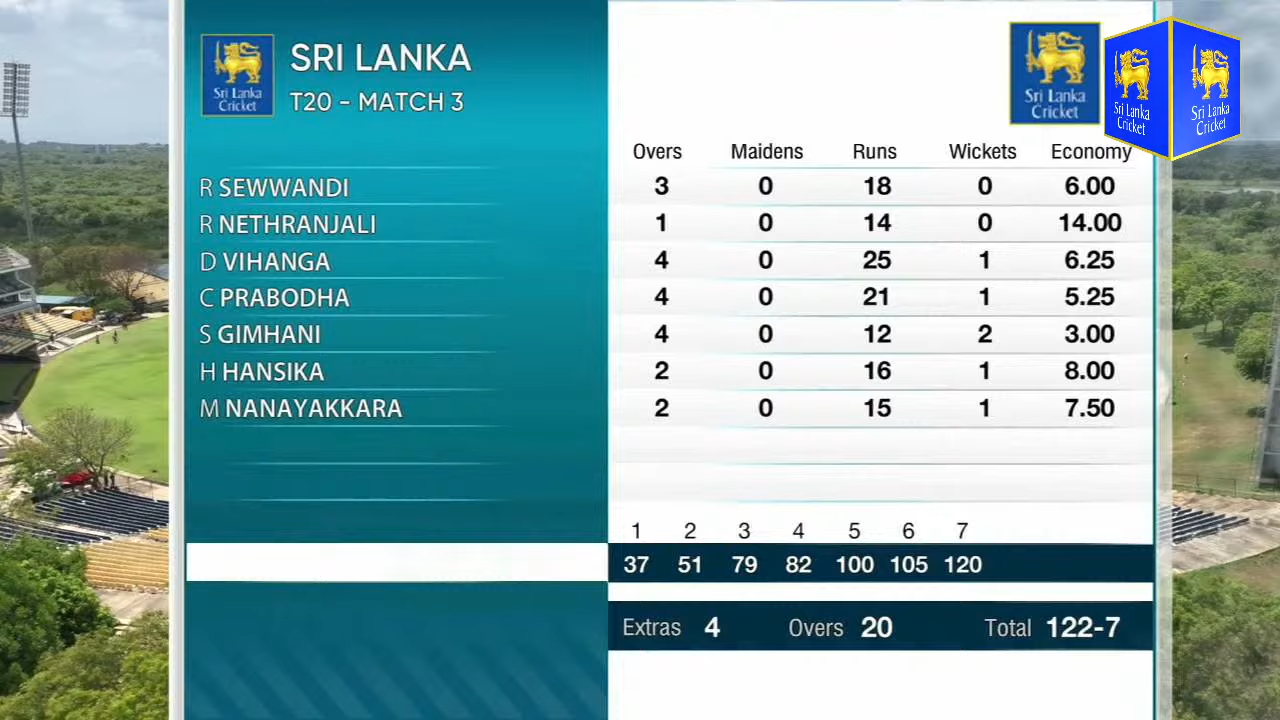 SRI LANKA
T20 - MATCH 3
Sri Lanka
Cricket
Sri Lanka
Cricket
Sri Lanka
Cricket
Sri Lanka
Cricket
Overs Maidens Runs Wickets Economy
R SEWWANDI 3 0 18 0 6.00
R NETHRANJALI 1 0 14 0 14.00
D VIHANGA 4 0 25 1 6.25
C PRABODHA 4 0 21 1 5.25
S GIMHANI 4 0 12 2 3.00
H HANSIKA 2 0 16 1 8.00
M NANAYAKKARA 2 0 15 1 7.50
1 2 3 4 5 6 7
37 51 79 82 100 105 120
Extras 4 Overs 20 Total 122-7